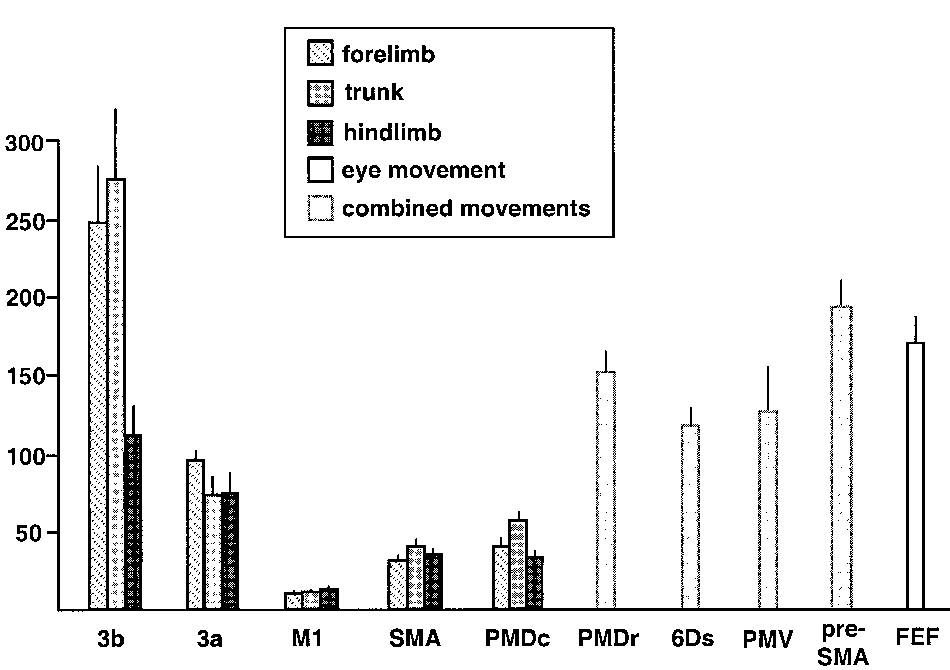 forelimb
trunk
hindlimb
eye movement
combined movements
300
250
200
150
100
50
3b 3a M1 SMA PMDc PMDr 6Ds PMV pre-SMA FEF